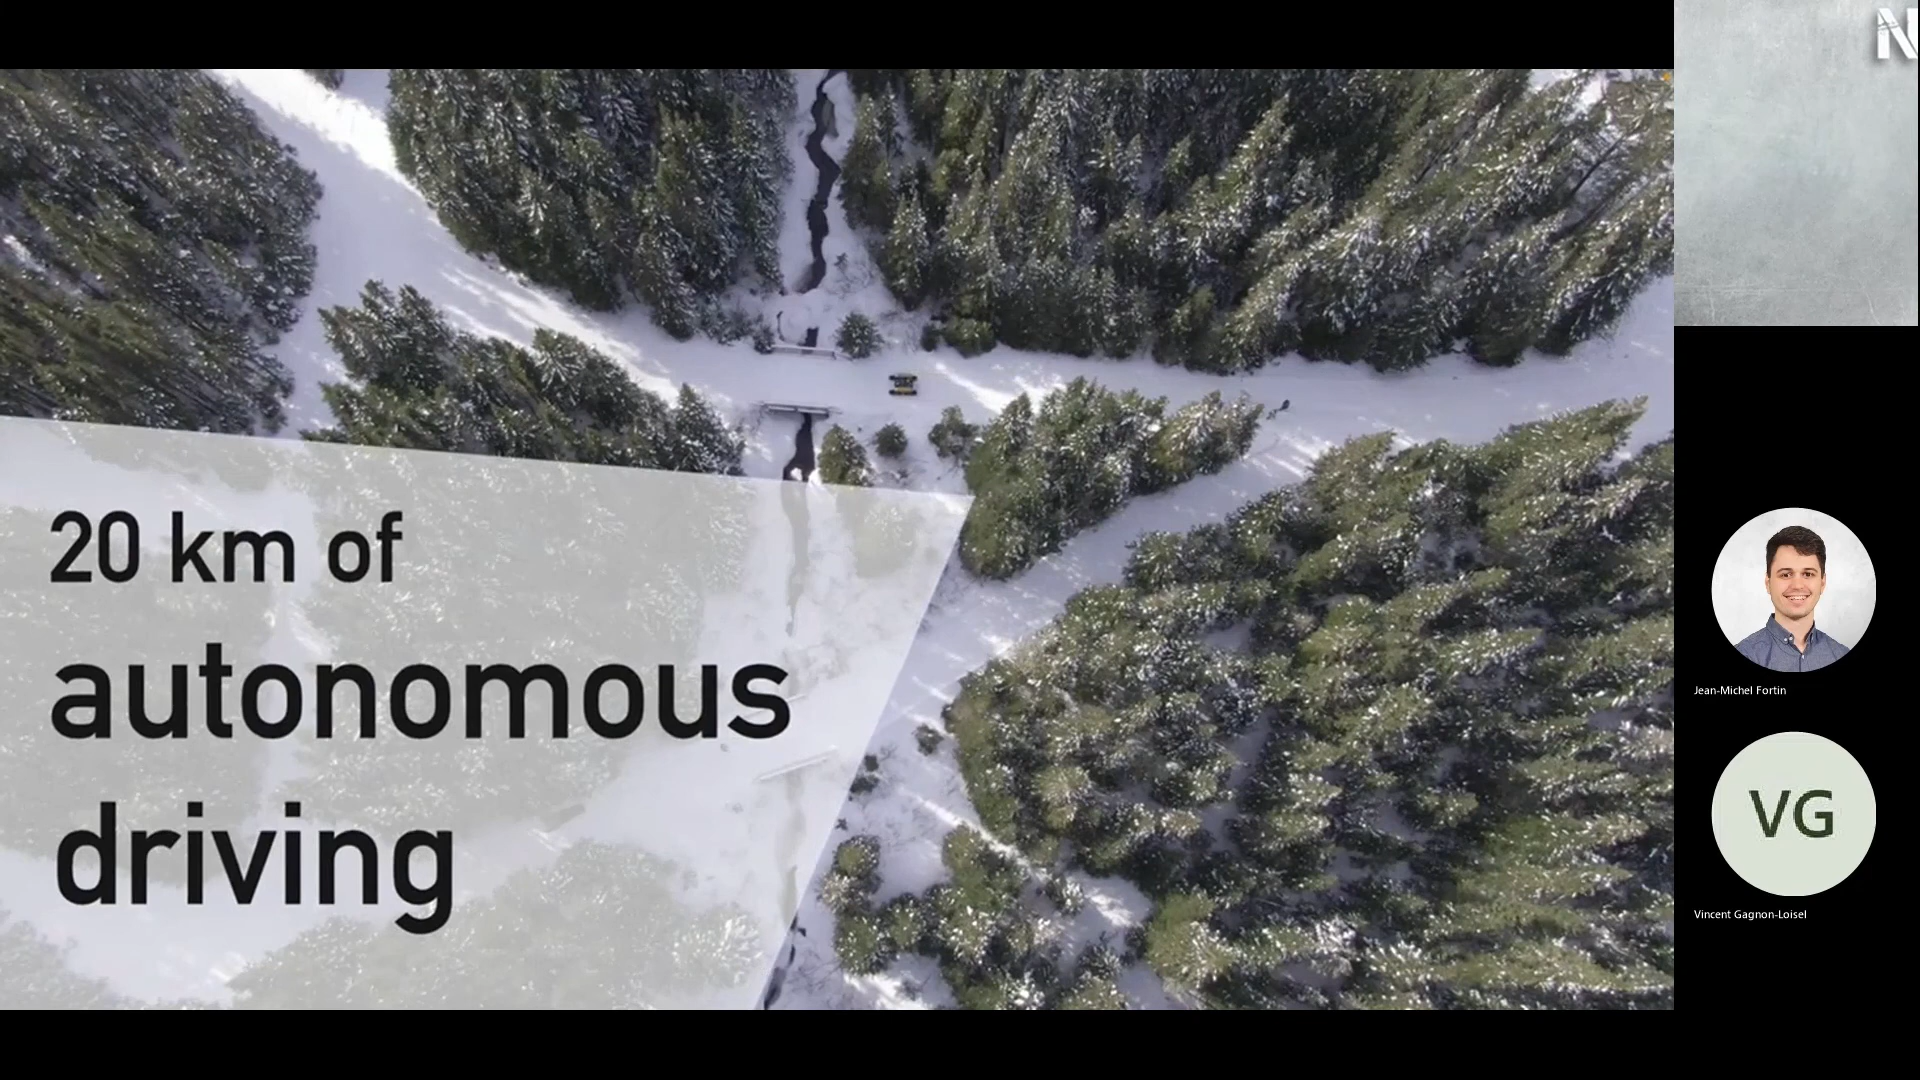 20 km of
autonomous
driving
N
Jean-Michel Fortin
VG
Vincent Gagnon-Loisel